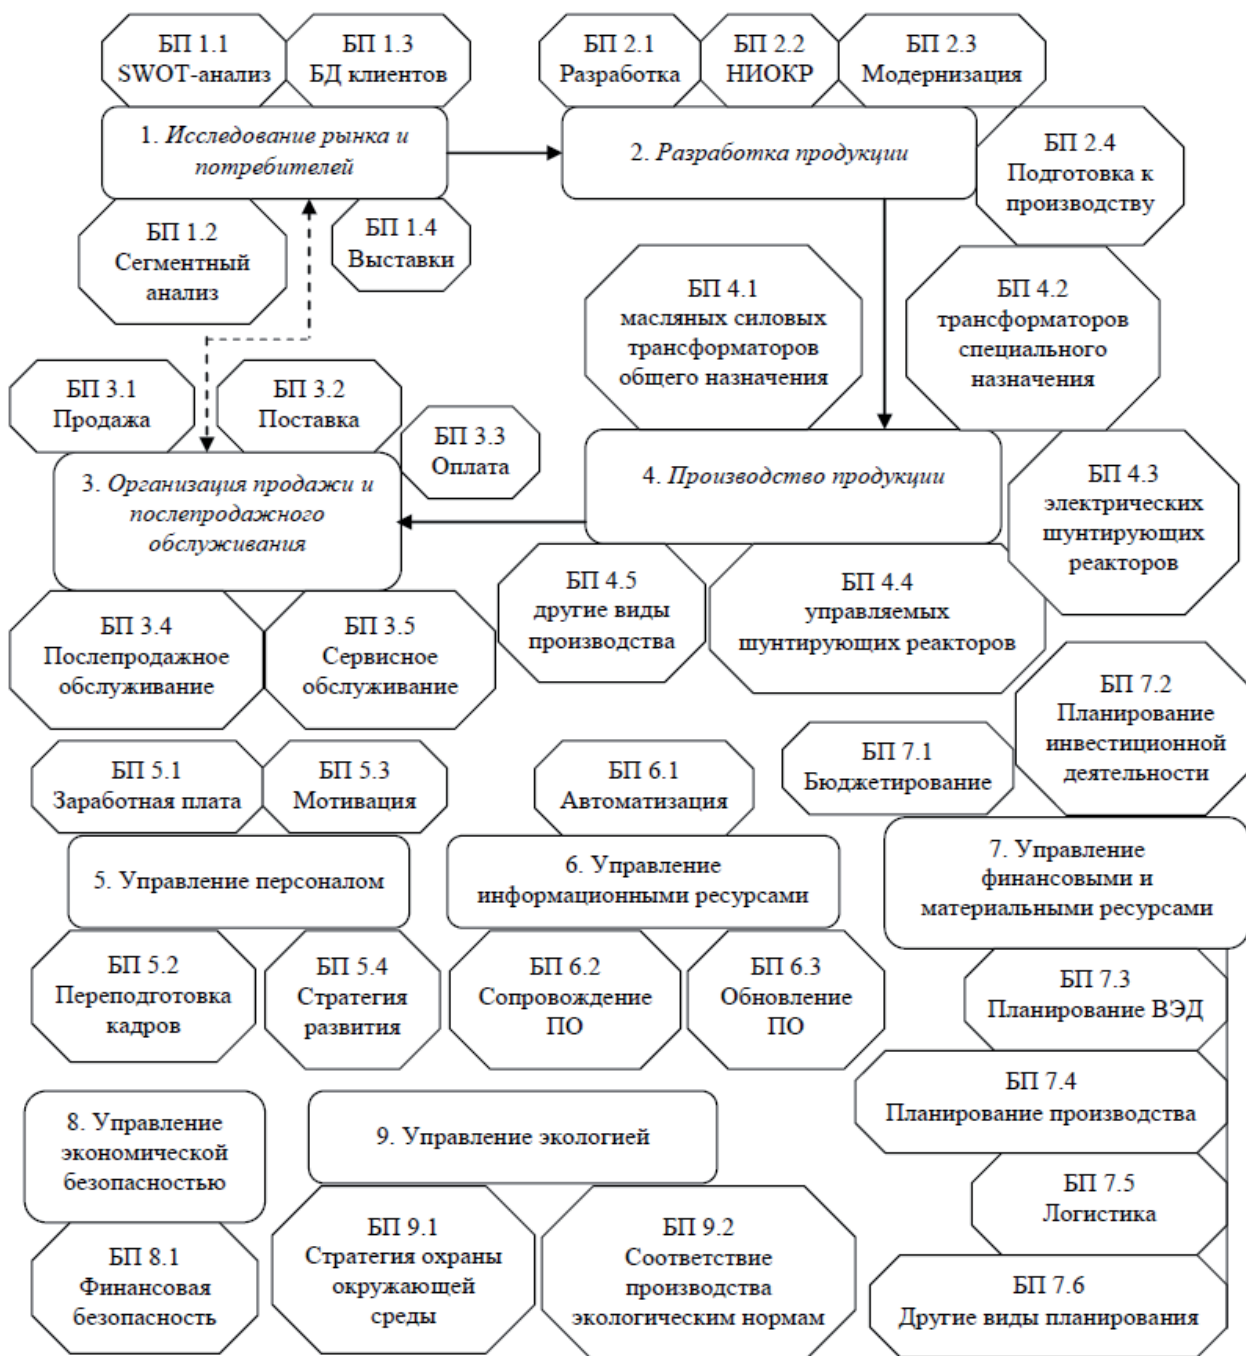 БП 1.1
SWOT-анализ
БП 1.3
БД клиентов
БП 2.1
Разработка
БП 2.2
НИОКР
БП 2.3
Модернизация
1. Исследование рынка и
потребителей
2. Разработка продукции
БП 2.4
Подготовка к
производству
БП 1.2
Сегментный
анализ
БП 1.4
Выставки
БП 4.1
масляных силовых
трансформаторов
общего назначения
БП 4.2
трансформаторов
специального
назначения
БП 3.1
Продажа
БП 3.2
Поставка
БП 3.3
Оплата
3. Организация продажи и
послепродажного
обслуживания
4. Производство продукции
БП 4.3
электрических
шунтирующих
реакторов
БП 4.5
другие виды
производства
БП 4.4
управляемых
шунтирующих реакторов
БП 3.4
Послепродажное
обслуживание
БП 3.5
Сервисное
обслуживание
БП 7.2
Планирование
инвестиционной
деятельности
БП 5.1
Заработная плата
БП 5.3
Мотивация
БП 6.1
Автоматизация
БП 7.1
Бюджетирование
5. Управление персоналом
6. Управление
информационными ресурсами
7. Управление
финансовыми и
материальными ресурсами
БП 5.2
Переподготовка
кадров
БП 5.4
Стратегия
развития
БП 6.2
Сопровождение
ПО
БП 6.3
Обновление
ПО
БП 7.3
Планирование ВЭД
БП 7.4
Планирование производства
8. Управление
экономической
безопасностью
9. Управление экологией
БП 7.5
Логистика
БП 8.1
Финансовая
безопасность
БП 9.1
Стратегия охраны
окружающей
среды
БП 9.2
Соответствие
производства
экологическим нормам
БП 7.6
Другие виды планирования